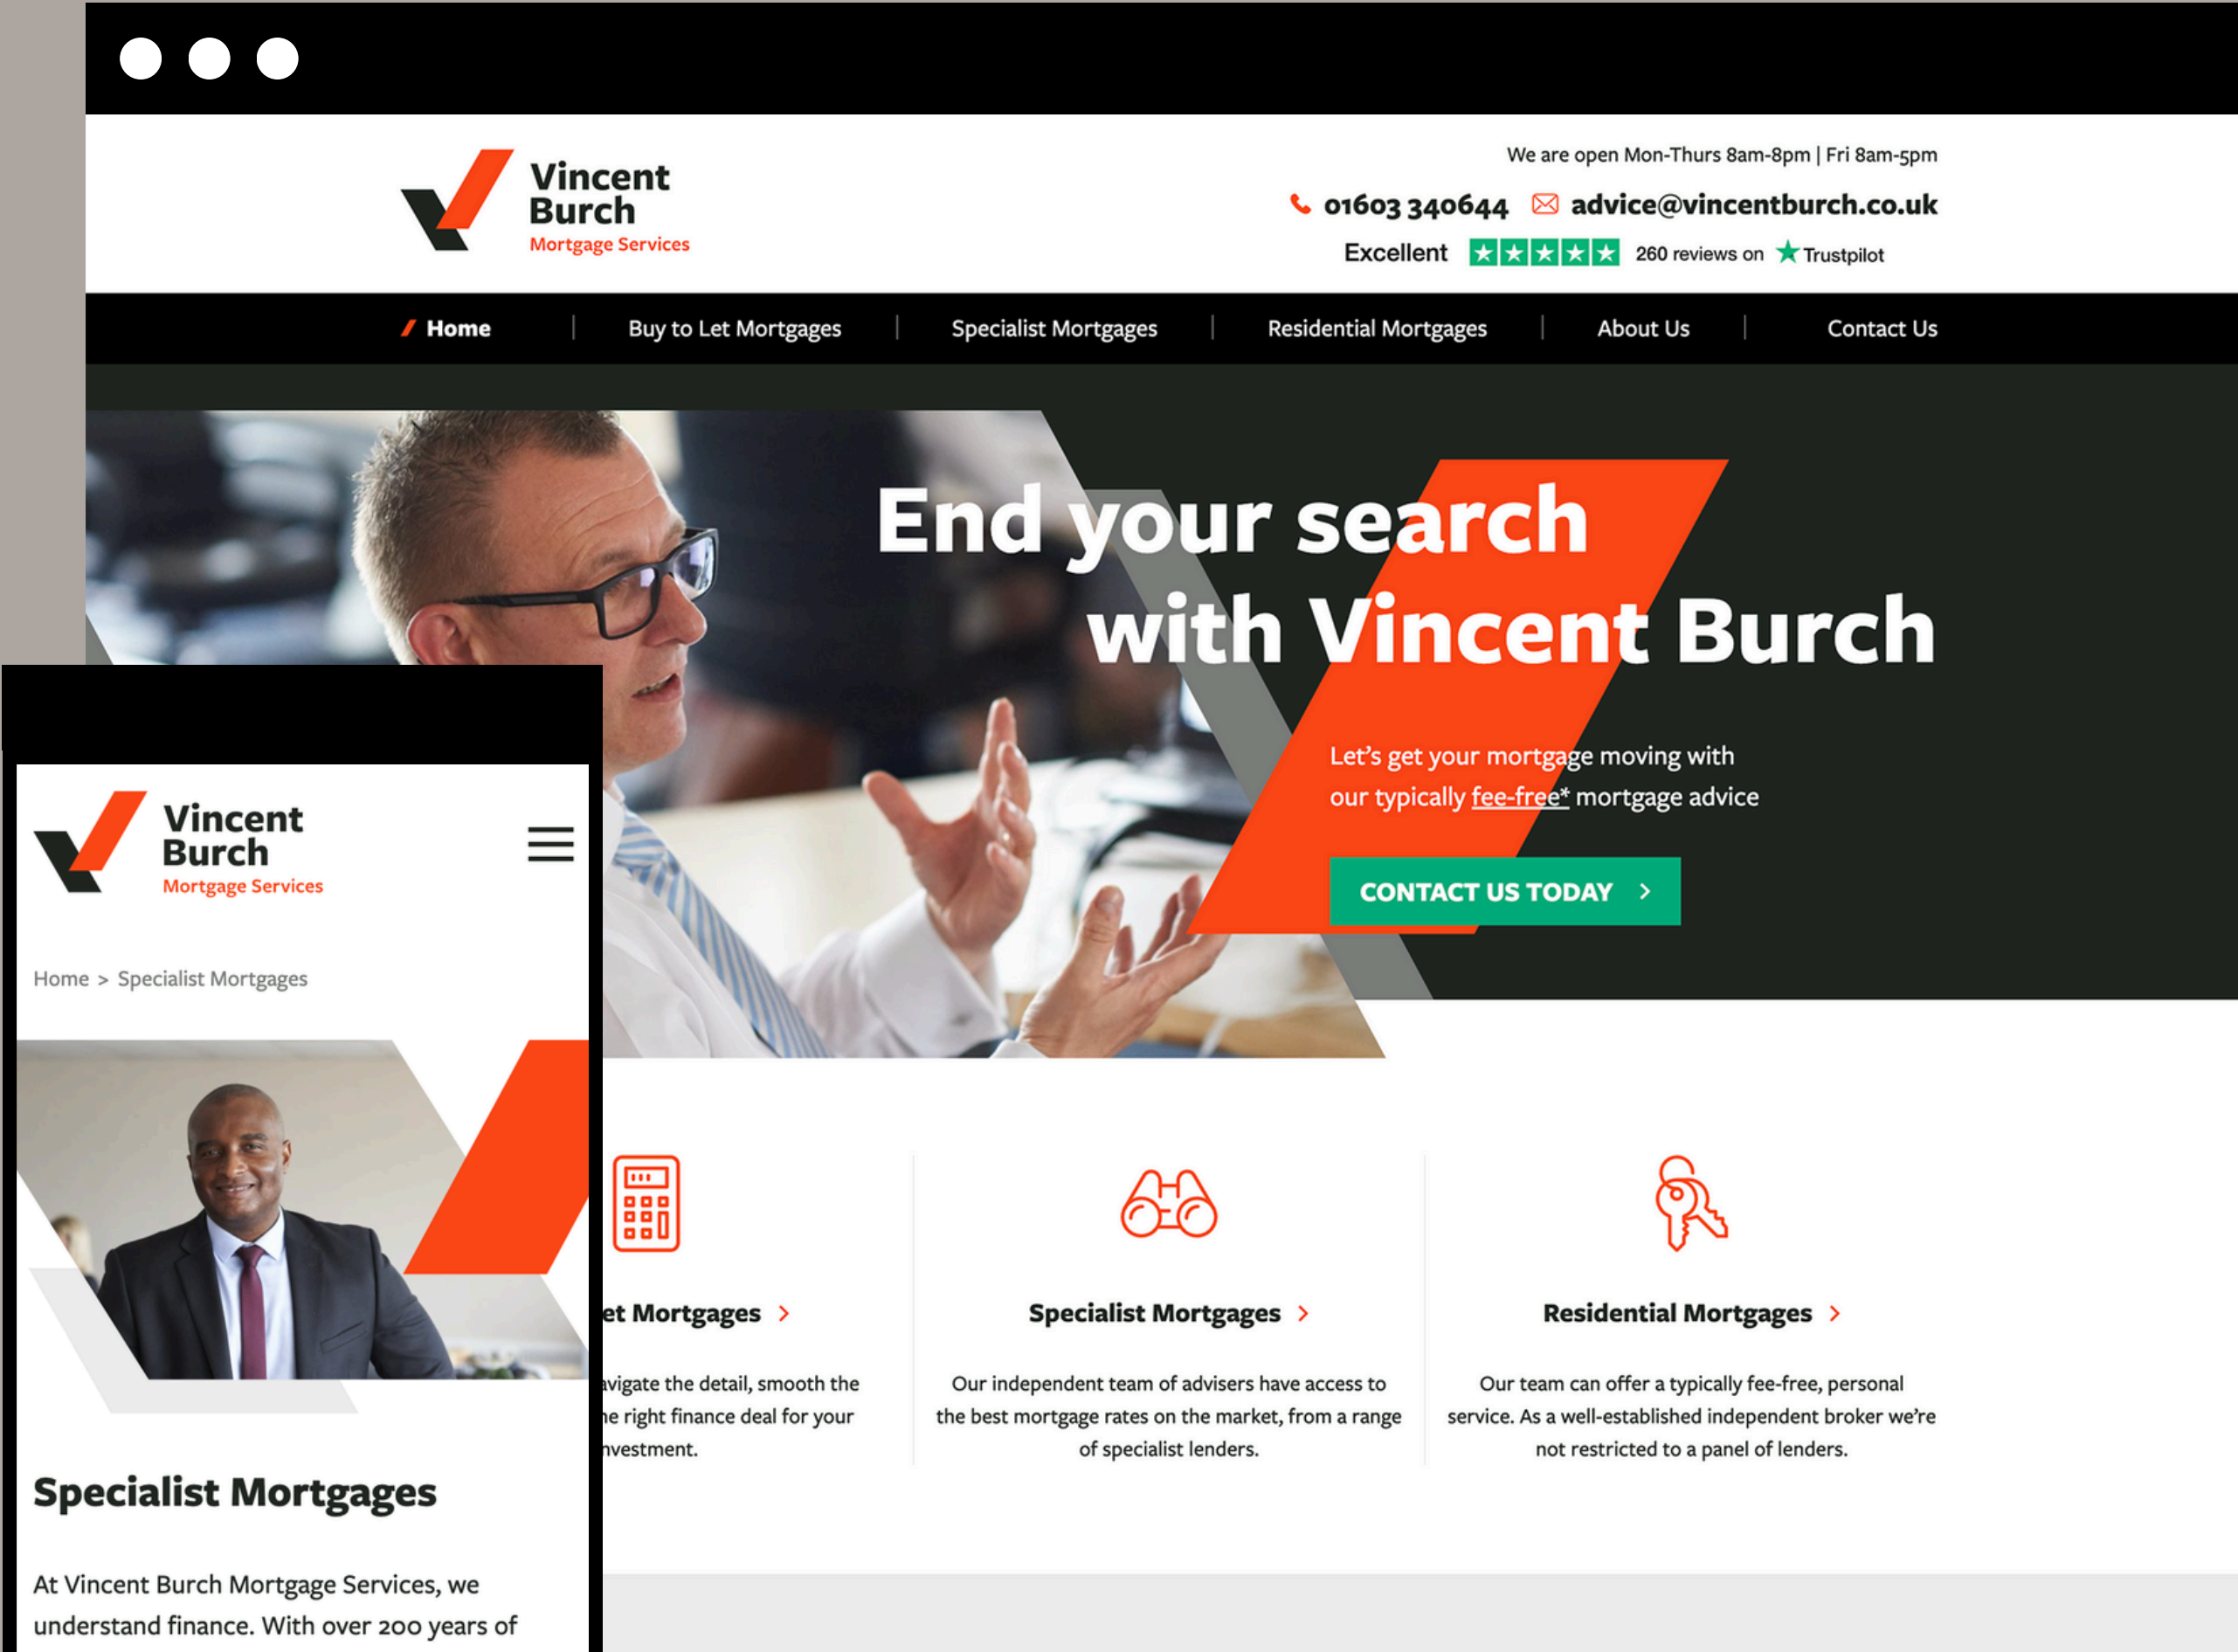 Vincent
Burch
Mortgage Services
We are open Mon-Thurs 8am-8pm | Fri 8am-5pm
01603 340644 advice@vincentburch.co.uk
Excellent 260 reviews on Trustpilot
Home | Buy to Let Mortgages | Specialist Mortgages | Residential Mortgages | About Us | Contact Us
End your search
with Vincent Burch
Let's get your mortgage moving with
our typically fee-free* mortgage advice
CONTACT US TODAY >
et Mortgages >
avigate the detail, smooth the
he right finance deal for your
nvestment.
Specialist Mortgages >
Our independent team of advisers have access to
the best mortgage rates on the market, from a range
of specialist lenders.
Residential Mortgages >
Our team can offer a typically fee-free, personal
service. As a well-established independent broker we're
not restricted to a panel of lenders.
Vincent
Burch
Mortgage Services
Home > Specialist Mortgages
Specialist Mortgages
At Vincent Burch Mortgage Services, we
understand finance. With over 200 years of